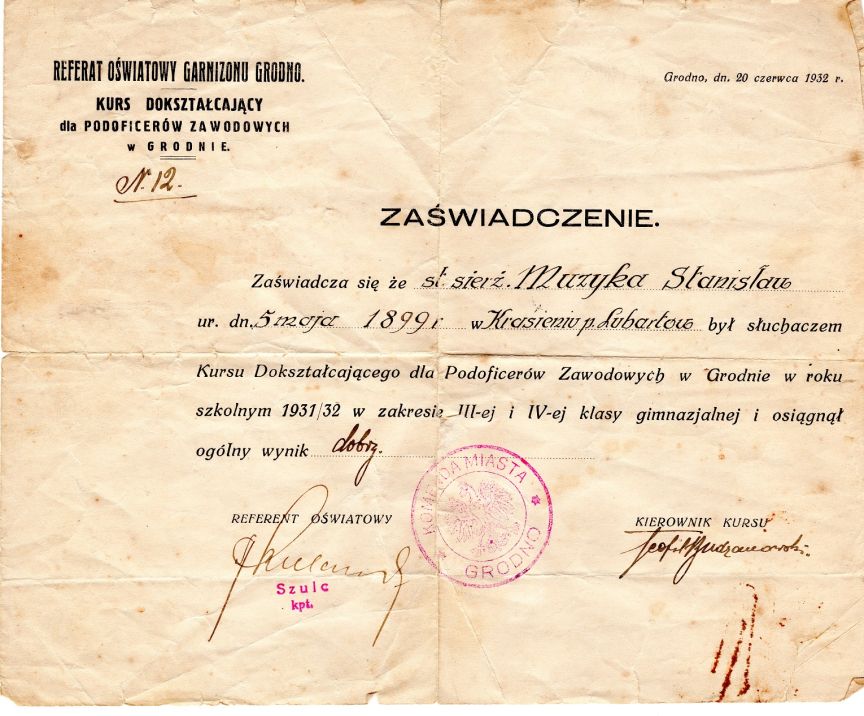 REFERAT OŚWIATOWY GARNIZONU GRODNO.
KURS DOKSZTAŁCAJĄCY
dla PODOFICERÓW ZAWODOWYCH
w GRODNIE.
N. 12.
Grodno, dn. 20 czerwca 1932 r.
ZAŚWIADCZENIE.
Zaświadcza się że st. sierż. Muzyka Stanisław
ur. dn. 5 maja 1899 r w Krasieniu p. Lubartow był słuchaczem
Kursu Dokształcającego dla Podoficerów Zawodowych w Grodnie w roku
szkolnym 1931/32 w zakresie III-ej i IV-ej klasy gimnazjalnej i osiągnął
ogólny wynik dobry.
KOMENDA MIASTA
GRODNO
REFERENT OŚWIATOWY
Szulc
kpt.
KIEROWNIK KURSU